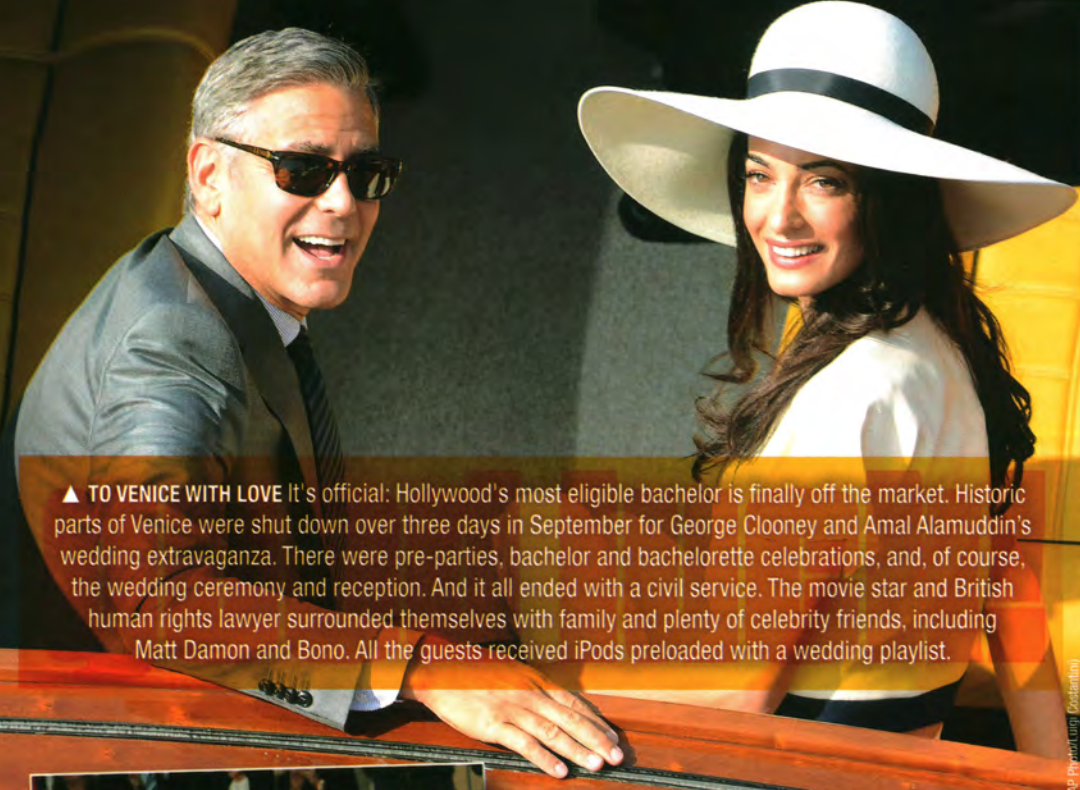 ▲ TO VENICE WITH LOVE It's official: Hollywood's most eligible bachelor is finally off the market. Historic
parts of Venice were shut down over three days in September for George Clooney and Amal Alamuddin's
wedding extravaganza. There were pre-parties, bachelor and bachelorette celebrations, and, of course,
the wedding ceremony and reception. And it all ended with a civil service. The movie star and British
human rights lawyer surrounded themselves with family and plenty of celebrity friends, including
Matt Damon and Bono. All the guests received iPods preloaded with a wedding playlist.
AP Photo/Luigi Costantini)